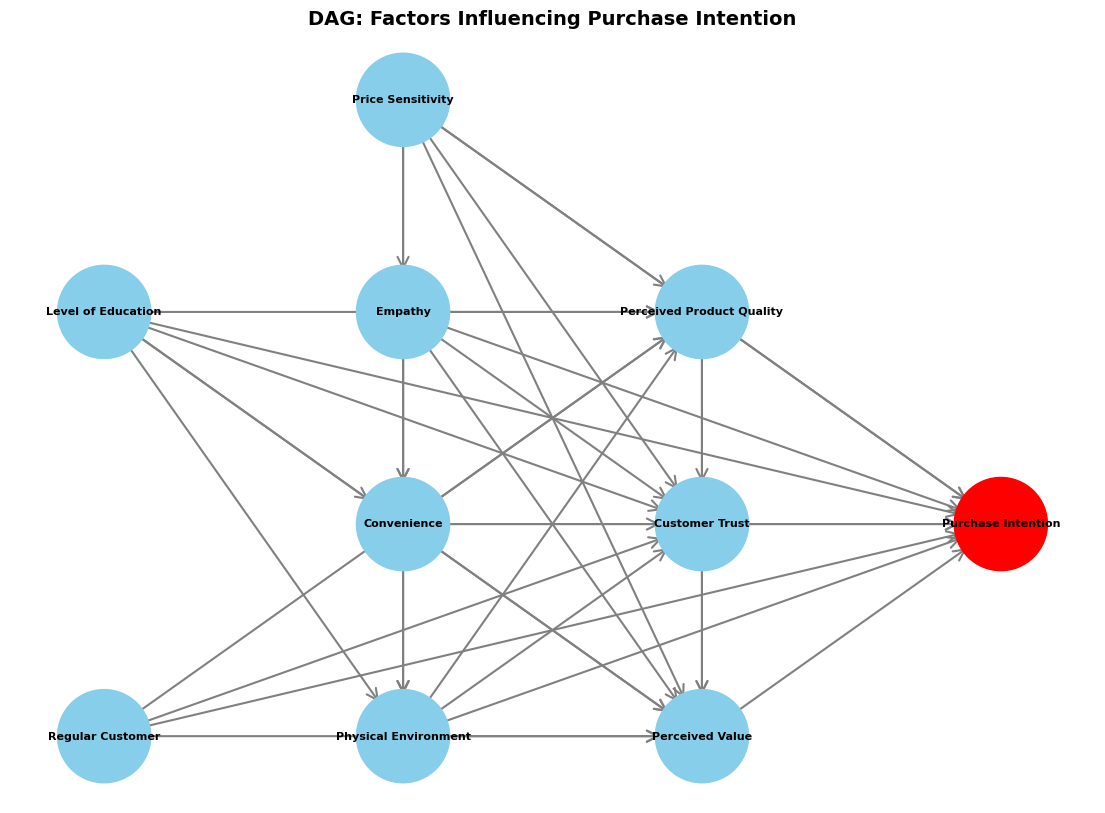 DAG: Factors Influencing Purchase Intention
Price Sensitivity
Level of Education
Empathy
Perceived Product Quality
Convenience
Customer Trust
Purchase Intention
Regular Customer
Physical Environment
Perceived Value